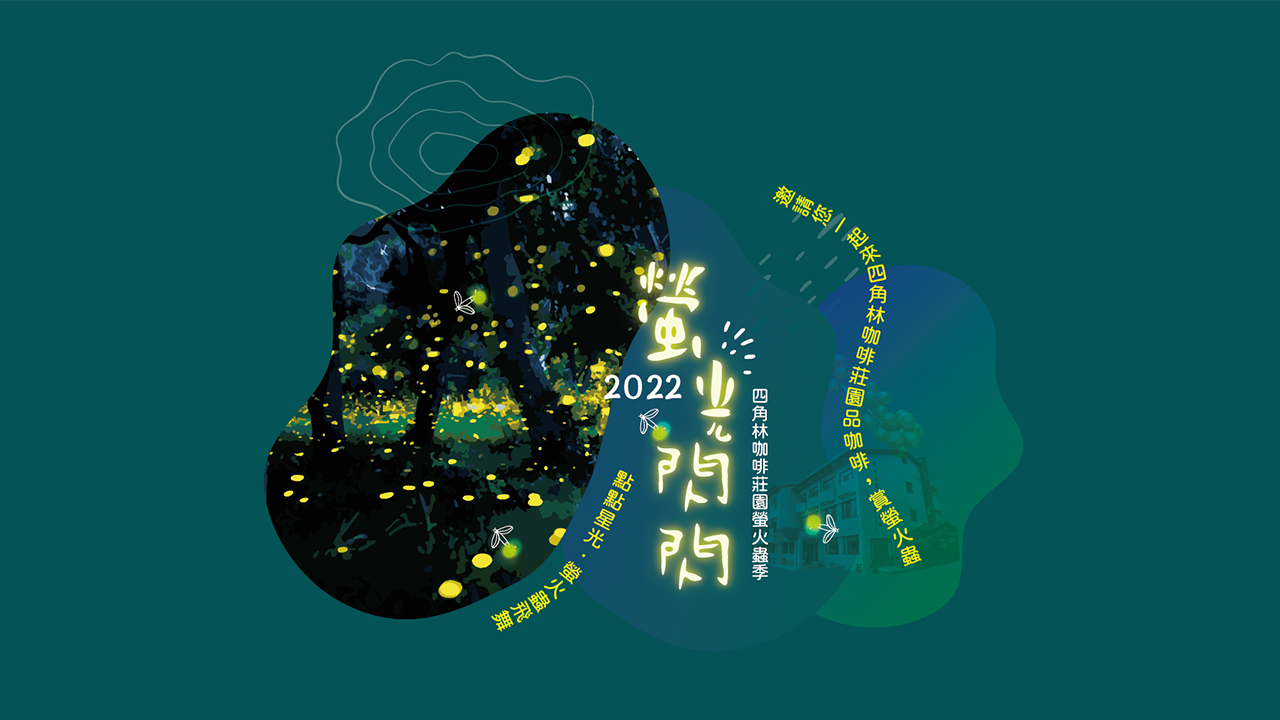 螢光閃閃
2022
四角林咖啡莊園螢火蟲季
點點星光．螢火蟲飛舞
邀請您一起來四角林咖啡莊園品咖啡，賞螢火蟲